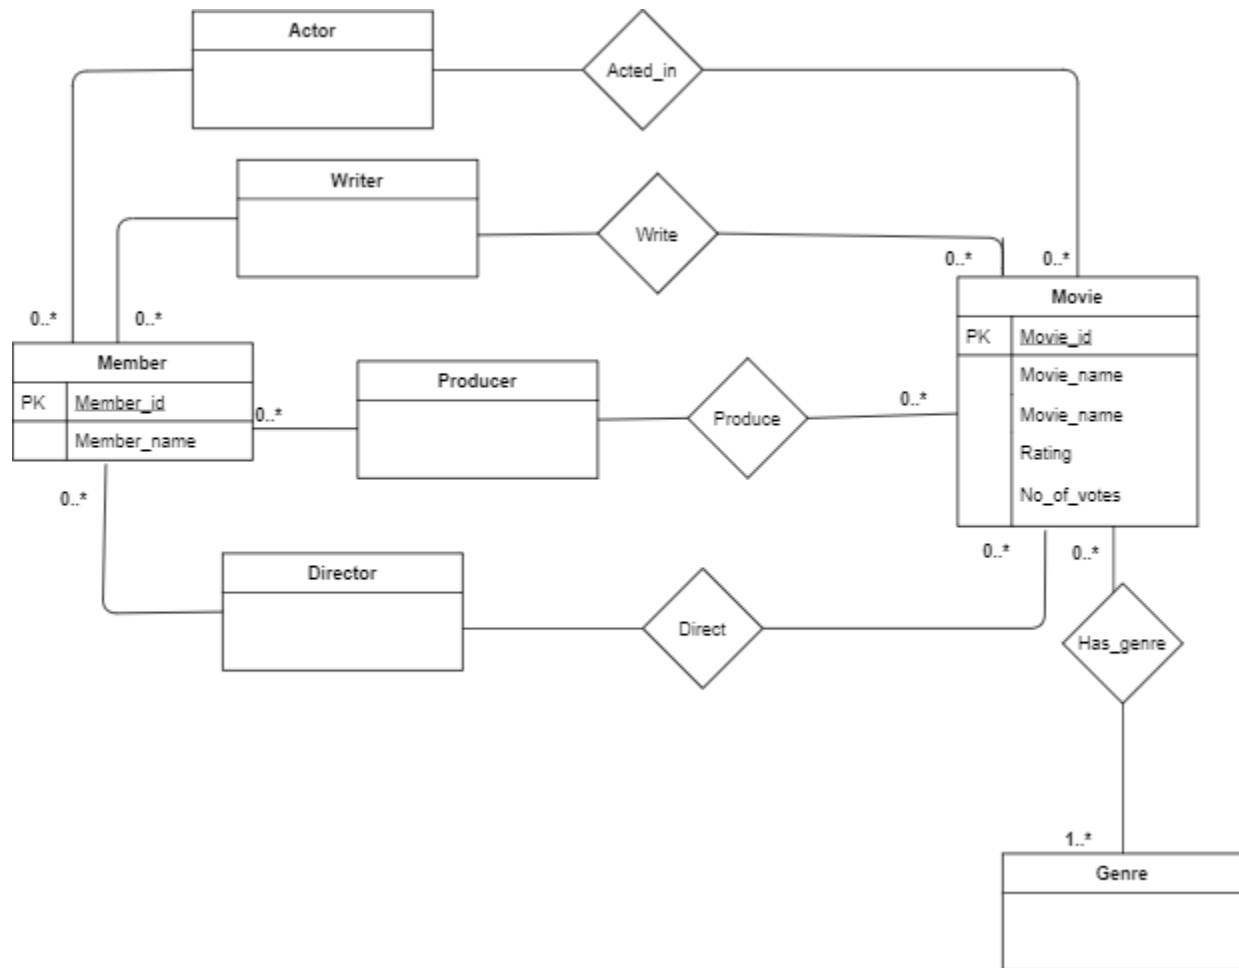 Actor
Acted_in
Writer
Write
0..*
0..*
Movie
PK
Movie_id
Movie_name
Movie_name
Rating
No_of_votes
0..*
0..*
Member
PK
Member_id
Member_name
0..*
Producer
Produce
0..*
0..*
Director
Direct
0..*
0..*
Has_genre
1..*
Genre